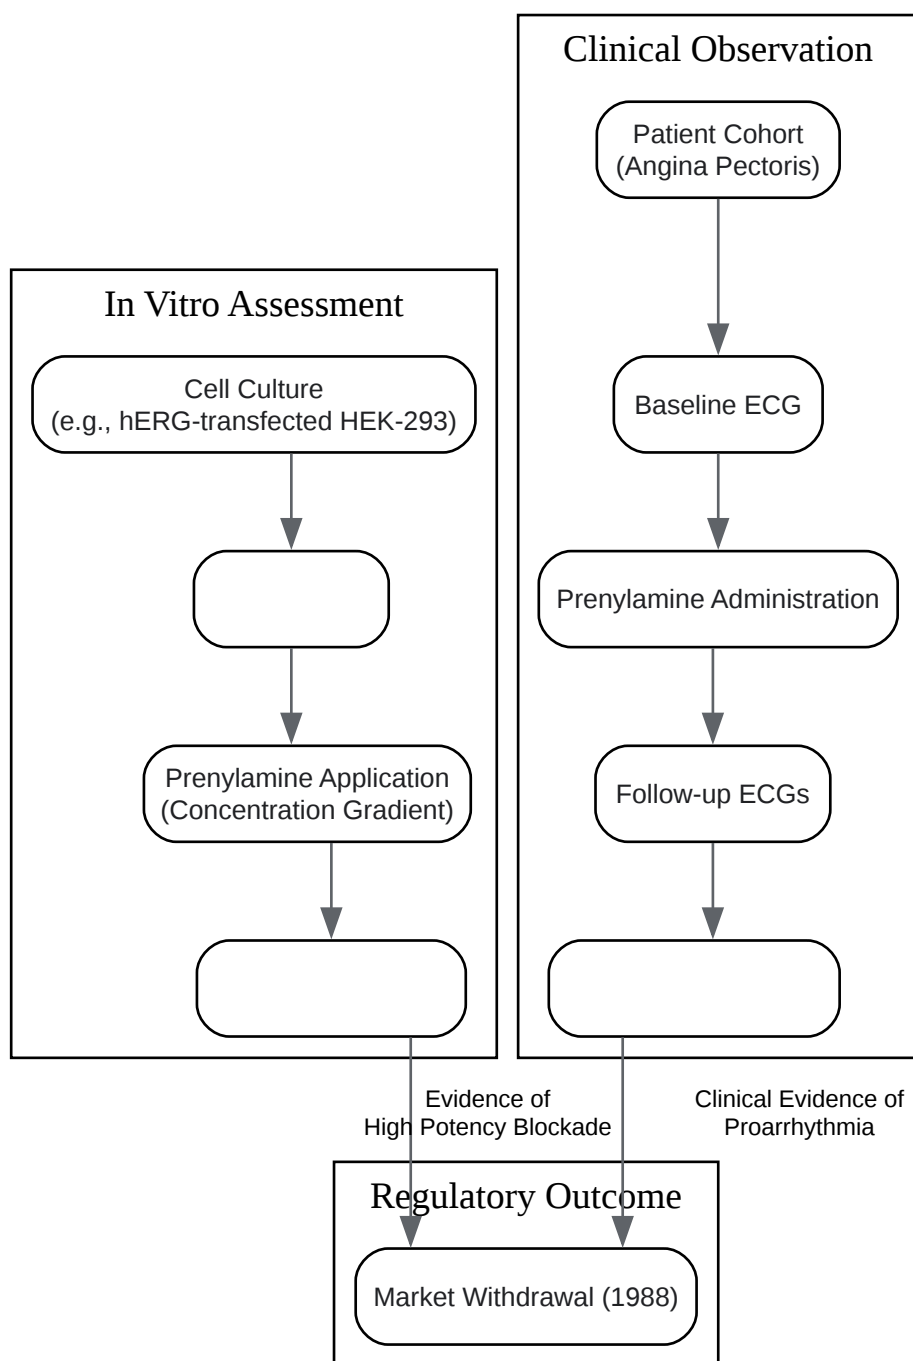 Clinical Observation
Patient Cohort
(Angina Pectoris)
Baseline ECG
Prenylamine Administration
Follow-up ECGs
In Vitro Assessment
Cell Culture
(e.g., hERG-transfected HEK-293)
Prenylamine Application
(Concentration Gradient)
Evidence of
High Potency Blockade
Clinical Evidence of
Proarrhythmia
Regulatory Outcome
Market Withdrawal (1988)